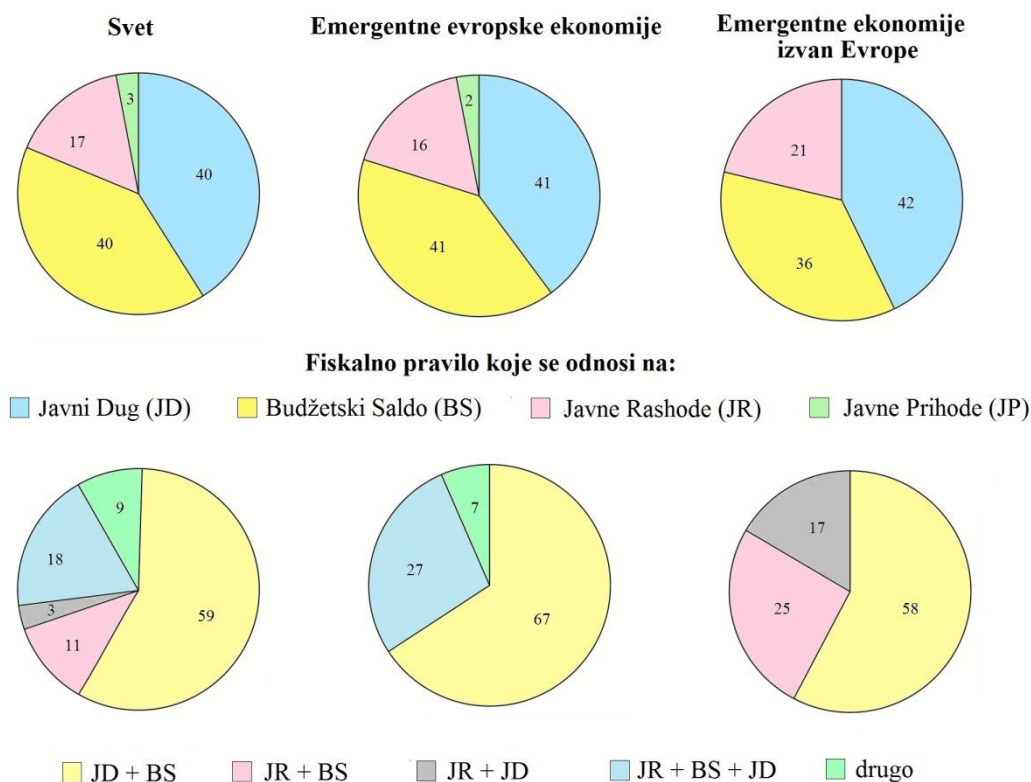 Svet
Emergentne evropske ekonomije
Emergentne ekonomije
izvan Evrope
3
17
40
40
2
16
41
41
21
42
36
Fiskalno pravilo koje se odnosi na:
Javni Dug (JD)
Budžetski Saldo (BS)
Javne Rashode (JR)
Javne Prihode (JP)
9
18
3
11
59
7
27
67
17
25
58
JD + BS
JR + BS
JR + JD
JR + BS + JD
drugo